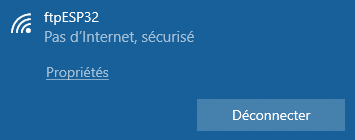 ftpESP32
Pas d’Internet, sécurisé
Propriétés
Déconnecter